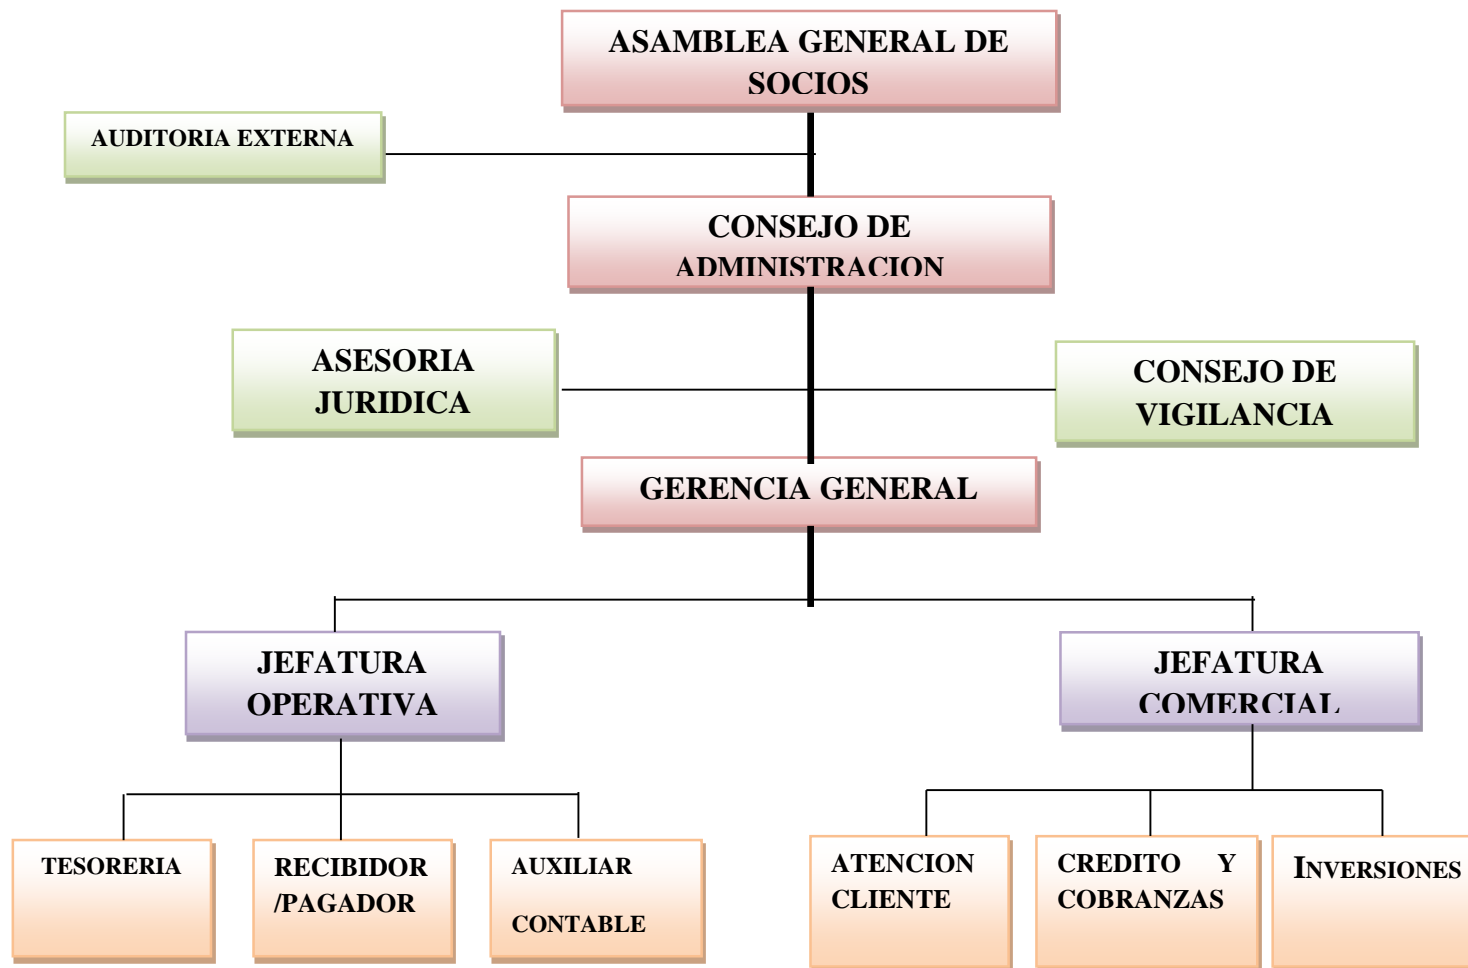 ASAMBLEA GENERAL DE
SOCIOS
AUDITORIA EXTERNA
CONSEJO DE
ADMINISTRACION
ASESORIA
JURIDICA
CONSEJO DE
VIGILANCIA
GERENCIA GENERAL
JEFATURA
OPERATIVA
JEFATURA
COMERCIAL
TESORERIA
RECIBIDOR
/PAGADOR
AUXILIAR
CONTABLE
ATENCION
CLIENTE
CREDITO Y
COBRANZAS
INVERSIONES